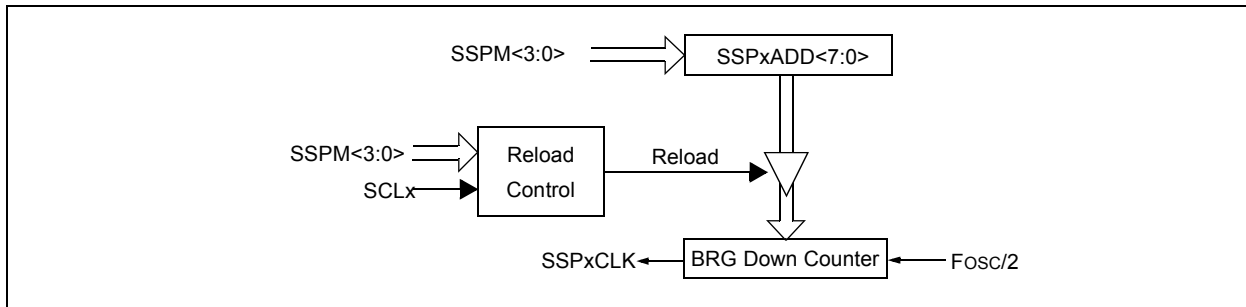 SSPM<3:0>
SSPxADD<7:0>
SSPM<3:0>
SCLx
Reload
Control
Reload
SSPxCLK
BRG Down Counter
FOSC/2